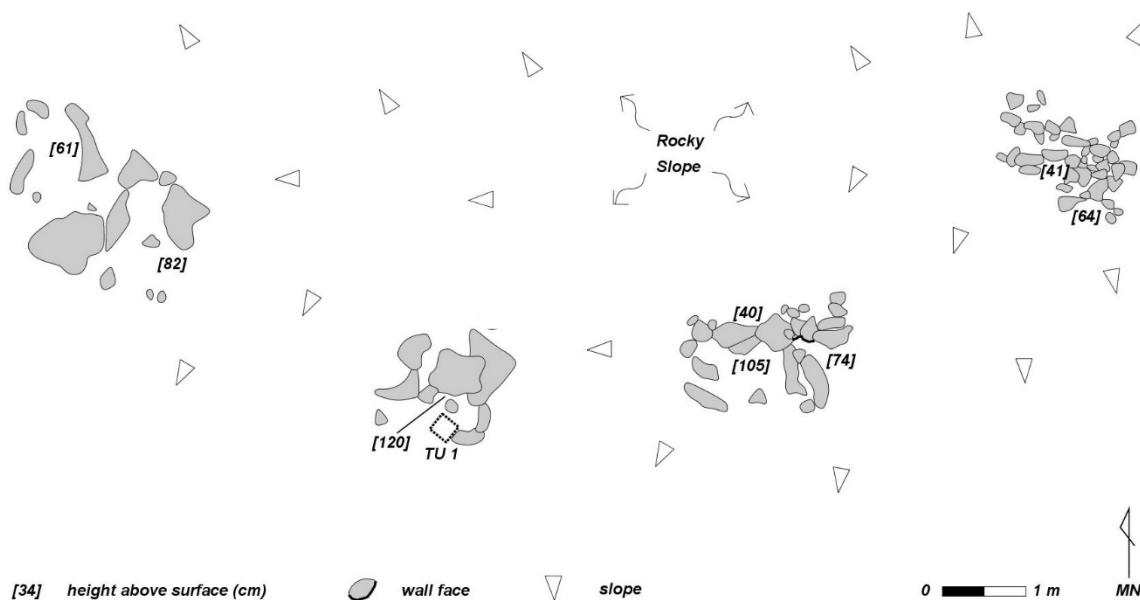 [61]
Rocky
Slope
[41]
[64]
[82]
[40]
[105]
[74]
[120]
TU 1
[34] height above surface (cm) wall face slope 0 1 m MN